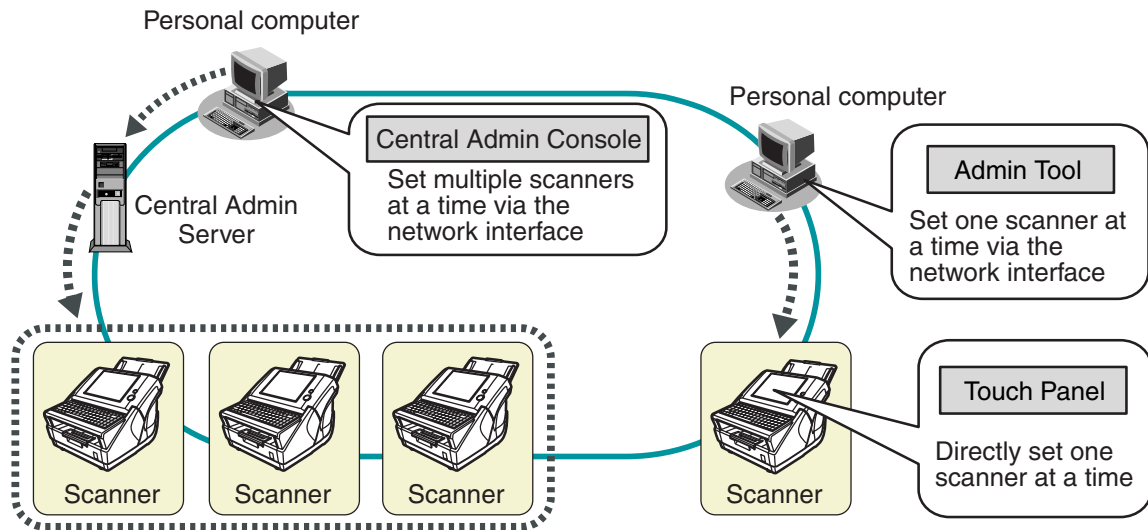 Personal computer
Central Admin Console
Set multiple scanners
at a time via the
network interface
Central Admin
Server
Personal computer
Admin Tool
Set one scanner at
a time via the
network interface
Scanner
Scanner
Scanner
Scanner
Touch Panel
Directly set one
scanner at a time